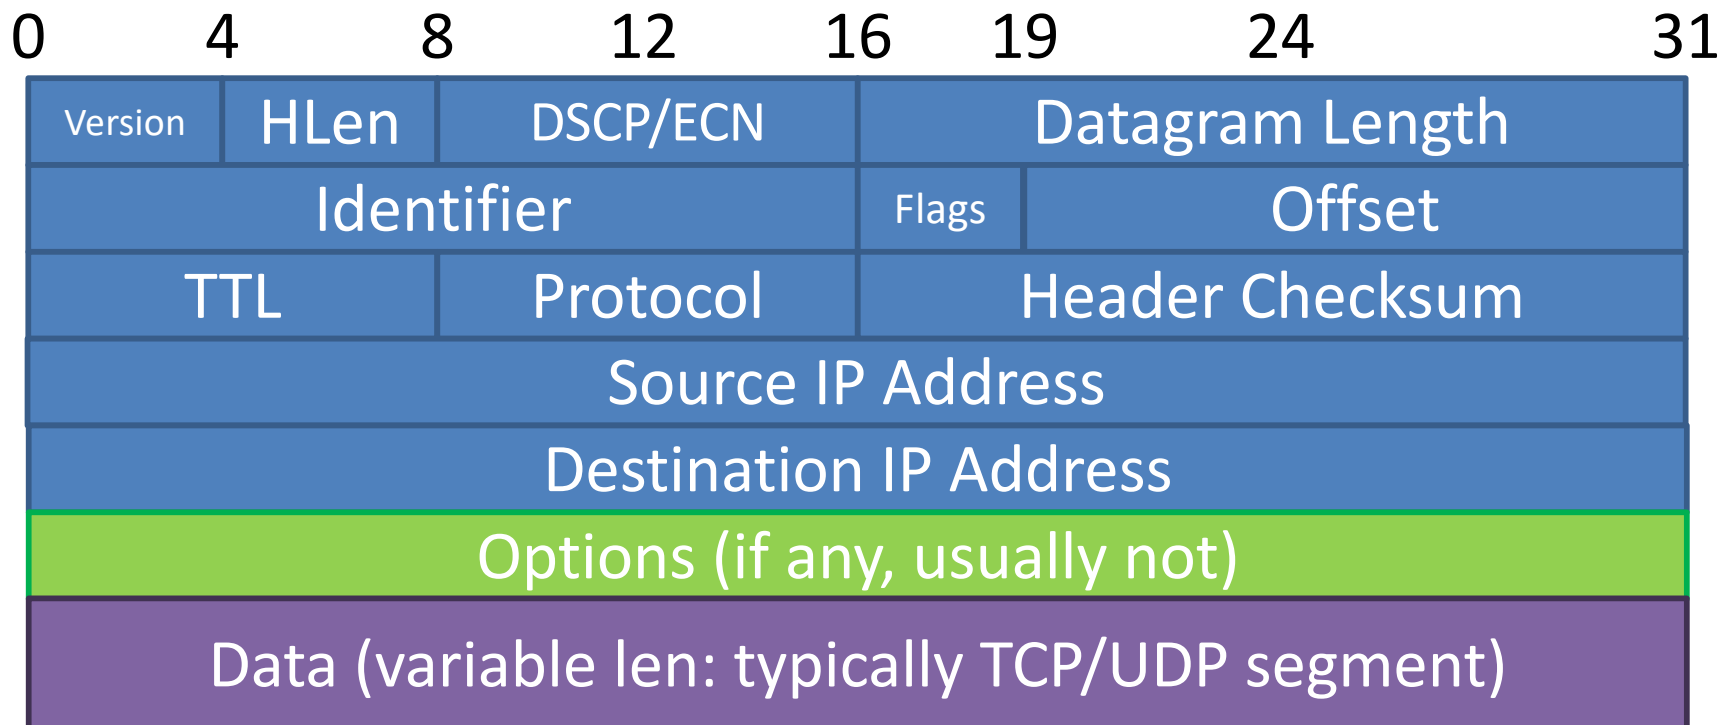 0 4 8 12 16 19 24 31
Version HLen DSCP/ECN Datagram Length
Identifier Flags Offset
TTL Protocol Header Checksum
Source IP Address
Destination IP Address
Options (if any, usually not)
Data (variable len: typically TCP/UDP segment)